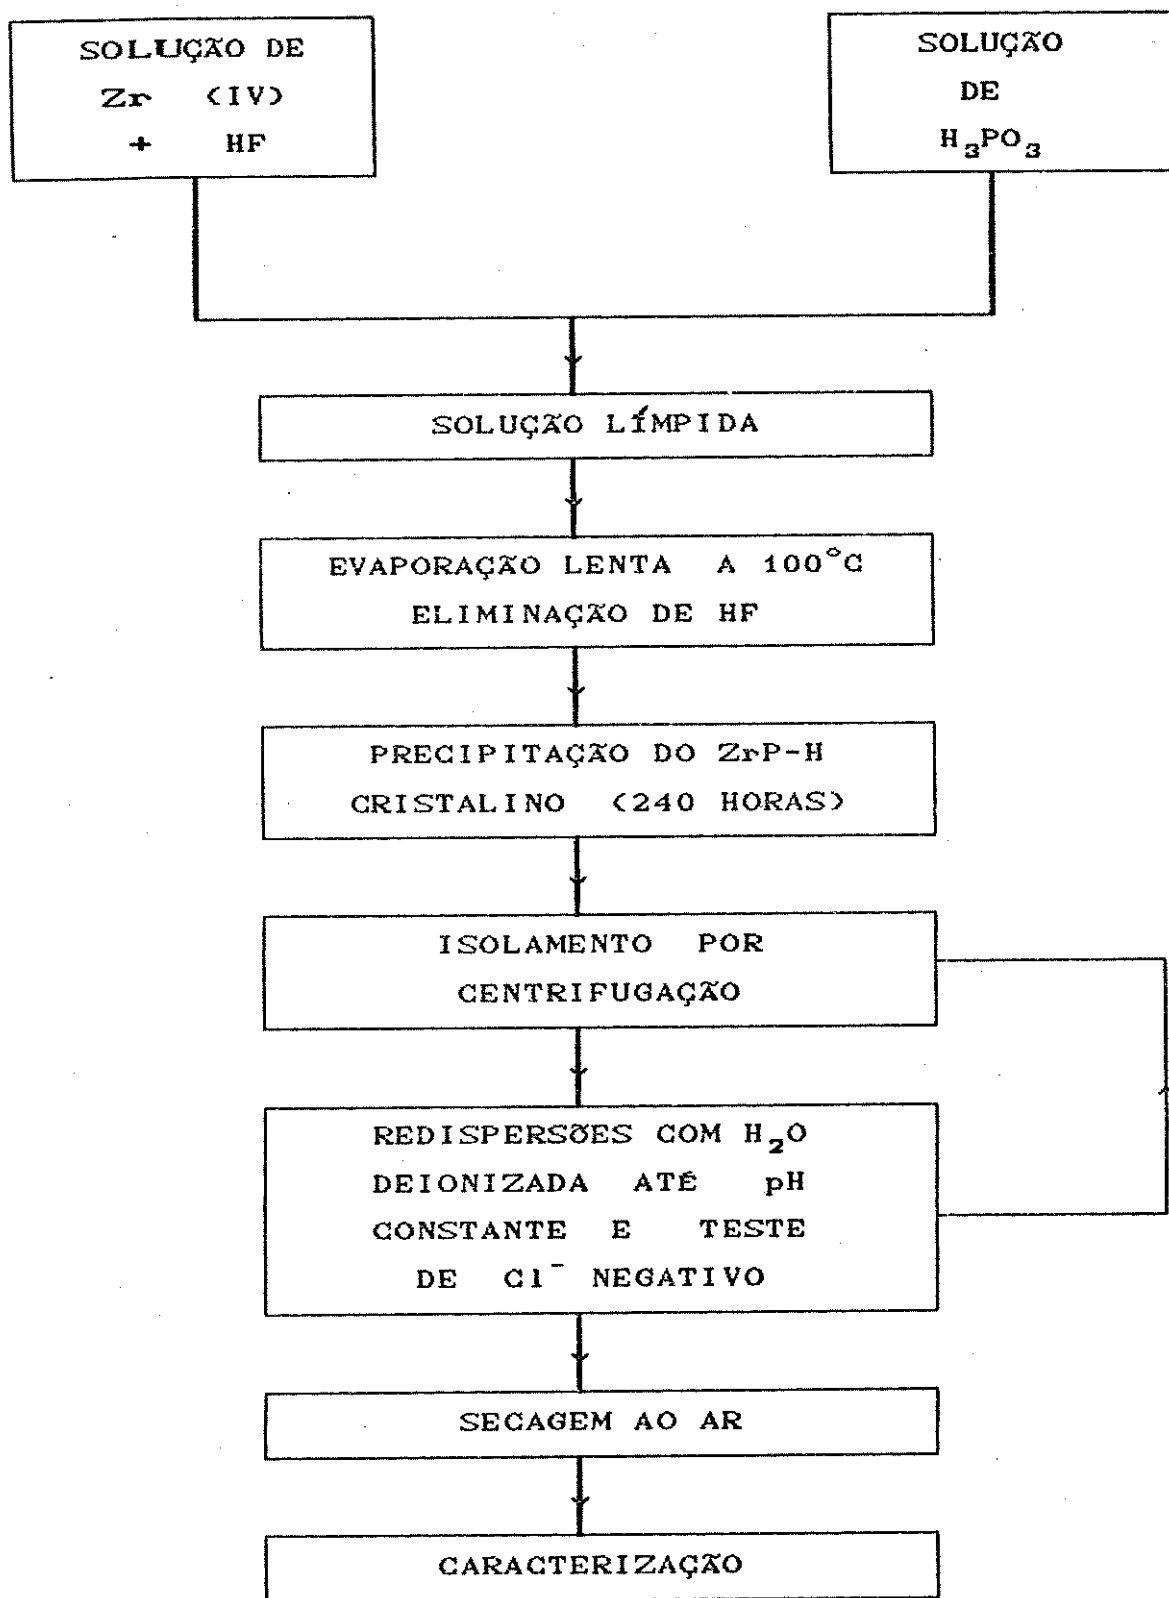 SOLUÇÃO DE
Zr (IV)
+ HF
SOLUÇÃO
DE
H₃PO₃
SOLUÇÃO LÍMPIDA
EVAPORAÇÃO LENTA A 100°C
ELIMINAÇÃO DE HF
PRECIPITAÇÃO DO ZrP-H
CRISTALINO (240 HORAS)
ISOLAMENTO POR
CENTRIFUGAÇÃO
REDISPERSÕES COM H₂O
DEIONIZADA ATÉ pH
CONSTANTE E TESTE
DE Cl⁻ NEGATIVO
SECAGEM AO AR
CARACTERIZAÇÃO